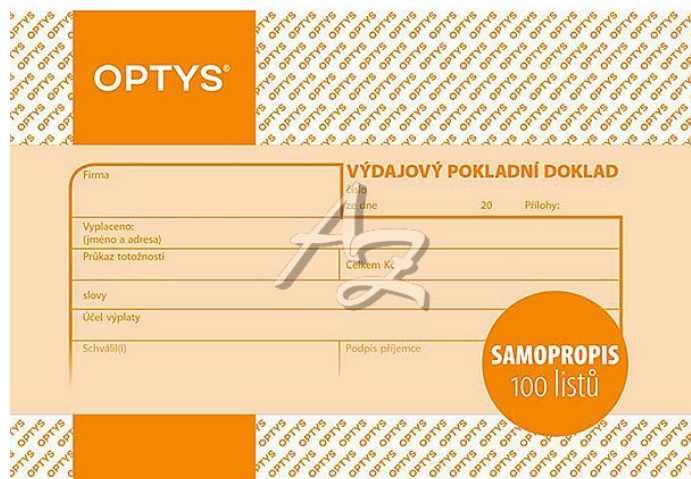 OPTYS®
Firma
VÝDAJOVÝ POKLADNÍ DOKLAD
číslo
ze dne 20 Přílohy:
Vyplaceno:
(jméno a adresa)
Průkaz totožnosti
Celkem Kč
slovy
Účel výplaty
Schválil(i)
Podpis příjemce
SAMOPROPIS
100 listů
AZ